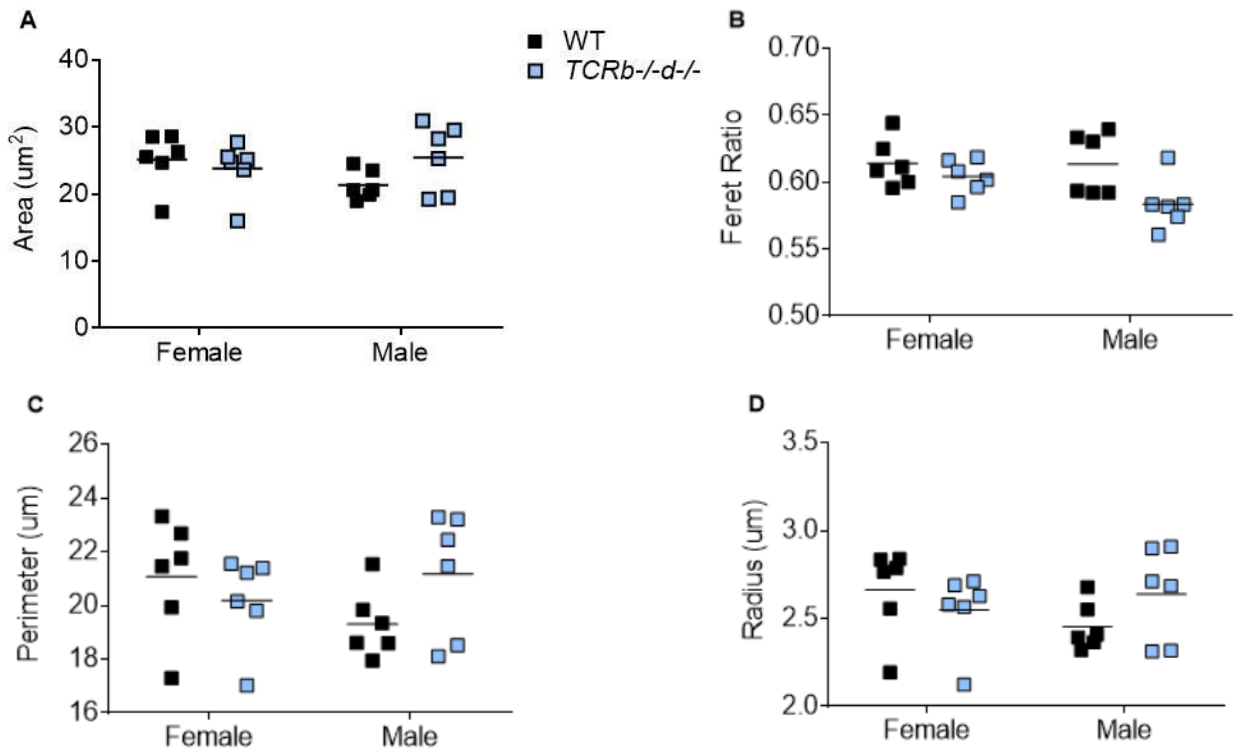 A
WT
TCRb-/-d-/-
Area (um²)
40
30
20
10
0
Female
Male
B
Feret Ratio
0.70
0.65
0.60
0.55
0.50
Female
Male
C
Perimeter (um)
26
24
22
20
18
16
Female
Male
D
Radius (um)
3.5
3.0
2.5
2.0
Female
Male